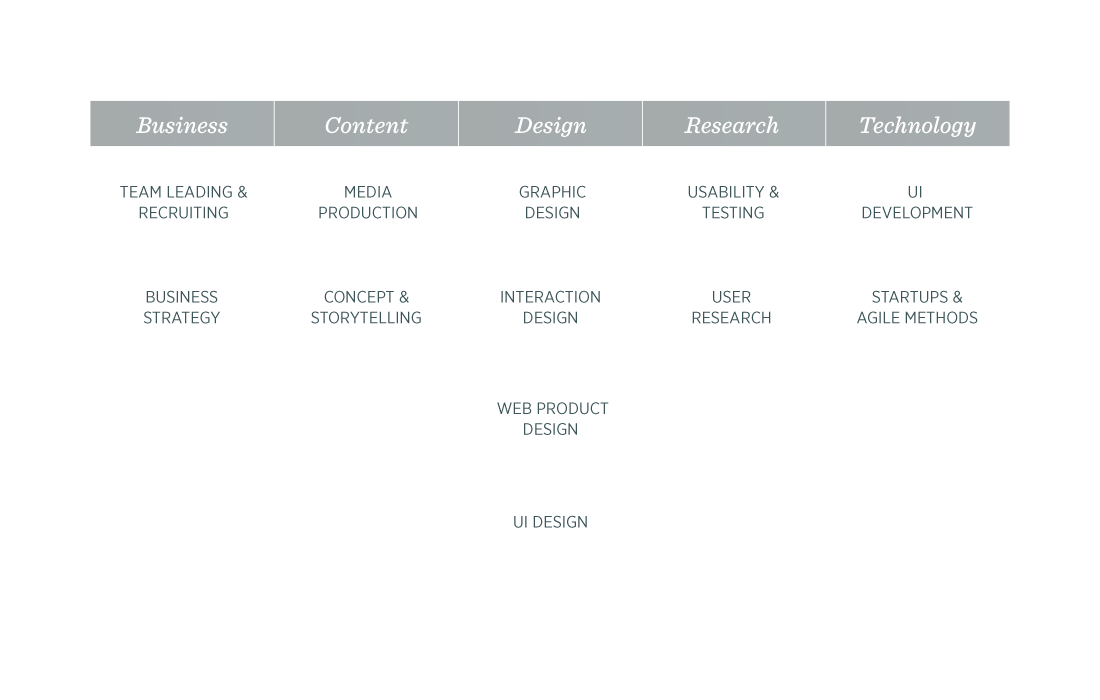 Business Content Design Research Technology
TEAM LEADING & MEDIA GRAPHIC USABILITY & UI
RECRUITING PRODUCTION DESIGN TESTING DEVELOPMENT
BUSINESS CONCEPT & INTERACTION USER STARTUPS &
STRATEGY STORYTELLING DESIGN RESEARCH AGILE METHODS
WEB PRODUCT
DESIGN
UI DESIGN